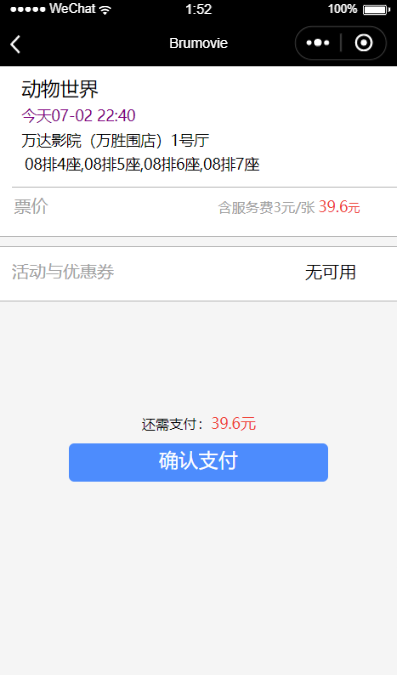 WeChat 1:52 100%
Brumovie
动物世界
今天07-02 22:40
万达影院（万胜围店）1号厅
08排4座,08排5座,08排6座,08排7座
票价 含服务费3元/张 39.6元
活动与优惠券 无可用
还需支付：39.6元
确认支付